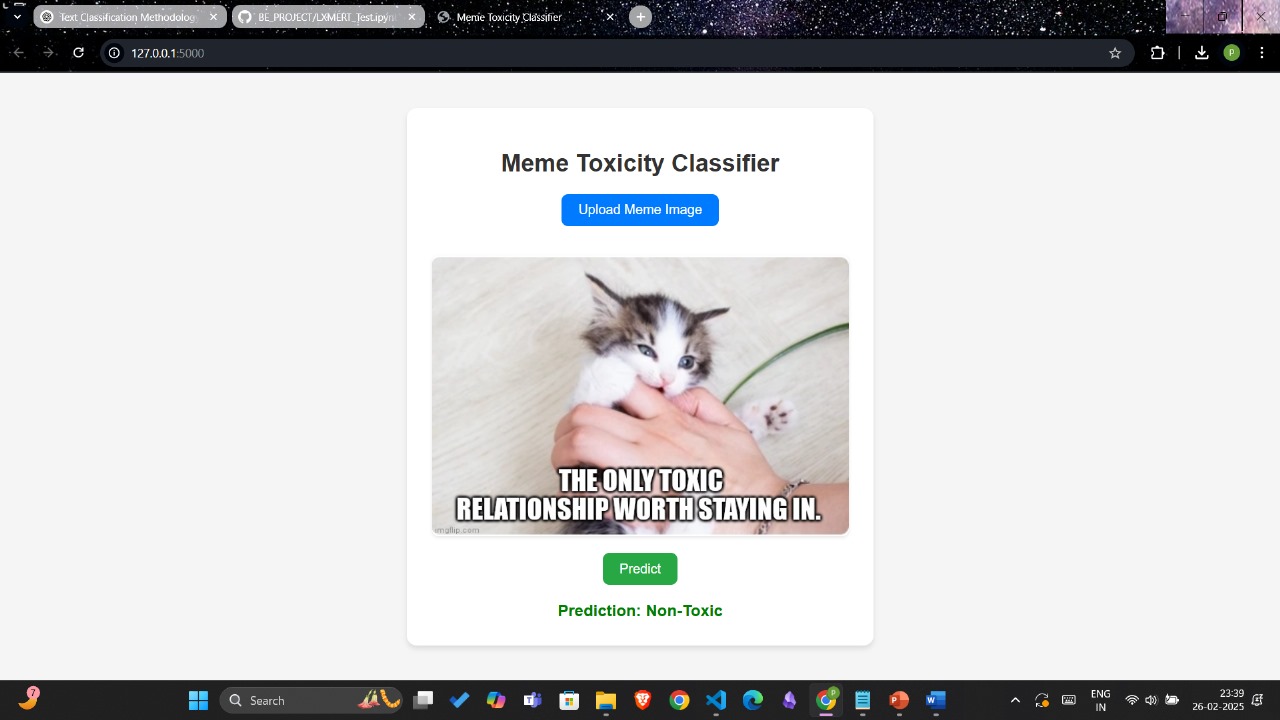 Text Classification Methodolog
BE_PROJECT/LXMERT_Test.ipyn
Meme Toxicity Classifier
127.0.0.1:5000
P
Meme Toxicity Classifier
Upload Meme Image
THE ONLY TOXIC
RELATIONSHIP WORTH STAYING IN.
imgflip.com
Predict
Prediction: Non-Toxic
7
Search
ENG
IN
23:39
26-02-2025